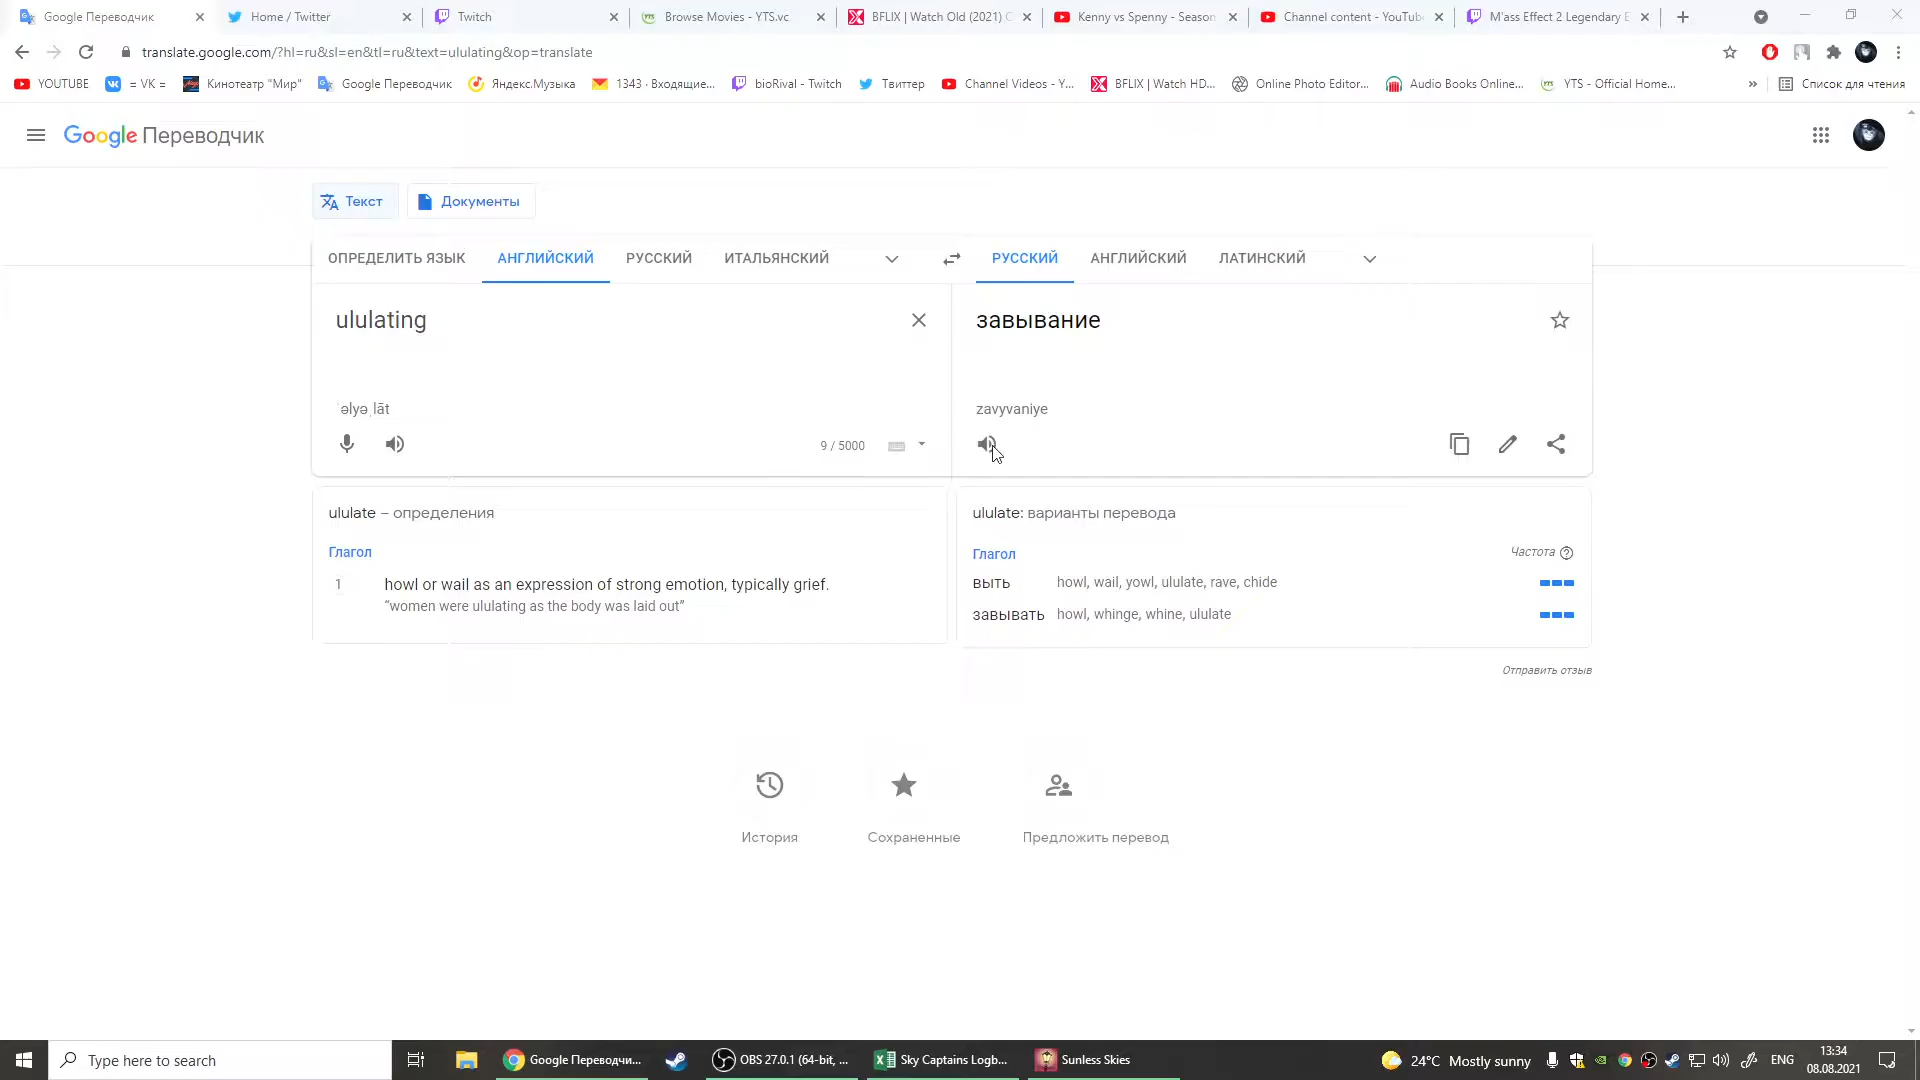 Google Переводчик
Home / Twitter
Twitch
Browse Movies - YTS.vc
BFLIX | Watch Old (2021) C
Kenny vs Spenny - Season
Channel content - YouTube
M'ass Effect 2 Legendary E
translate.google.com/?hl=ru&sl=en&tl=ru&text=ululating&op=translate
YOUTUBE
= VK =
Кинотеатр "Мир"
Google Переводчик
Яндекс.Музыка
1343 · Входящие...
bioRival - Twitch
Твиттер
Channel Videos - Y...
BFLIX | Watch HD...
Online Photo Editor...
Audio Books Online...
YTS - Official Home...
»
Список для чтения
Google Переводчик
Текст
Документы
ОПРЕДЕЛИТЬ ЯЗЫК
АНГЛИЙСКИЙ
РУССКИЙ
ИТАЛЬЯНСКИЙ
РУССКИЙ
АНГЛИЙСКИЙ
ЛАТИНСКИЙ
ululating
завывание
ˈəlyəˌlāt
zavyvaniye
9 / 5000
ululate – определения
Глагол
1 howl or wail as an expression of strong emotion, typically grief.
“women were ululating as the body was laid out”
ululate: варианты перевода
Глагол
Частота
выть howl, wail, yowl, ululate, rave, chide
завывать howl, whinge, whine, ululate
Отправить отзыв
История
Сохраненные
Предложить перевод
Type here to search
Google Переводчи...
OBS 27.0.1 (64-bit, ...
Sky Captains Logb...
Sunless Skies
24°C Mostly sunny
ENG
13:34
08.08.2021